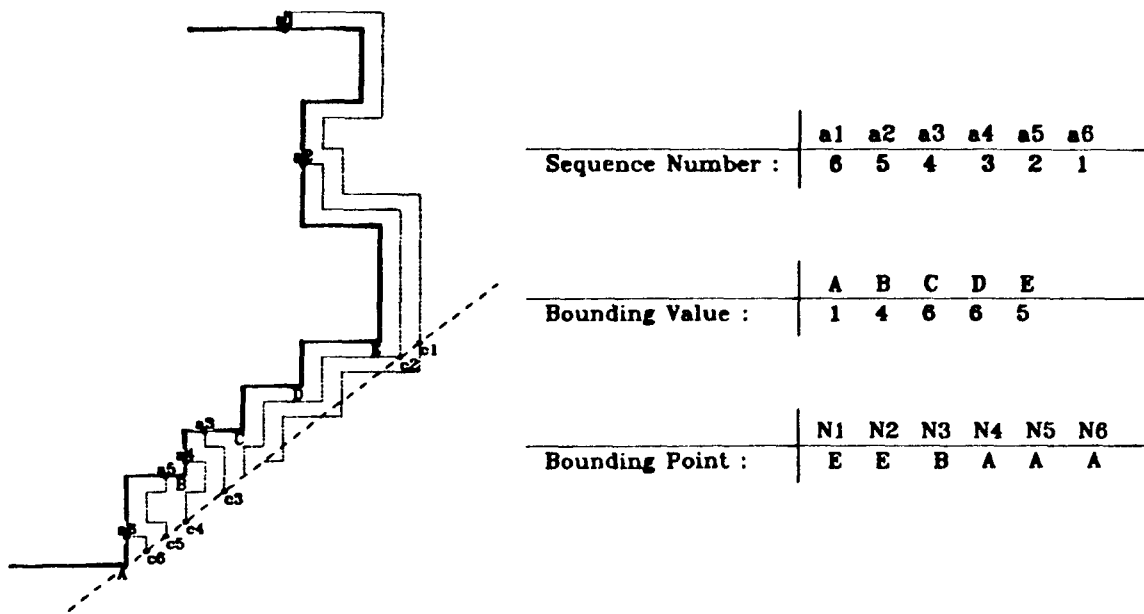 a1
a2
a3
a4
a5
a6
A
B
C
D
E
c1
c2
c3
c4
c5
c6
a1 a2 a3 a4 a5 a6
Sequence Number : 6 5 4 3 2 1
A B C D E
Bounding Value : 1 4 6 6 5
N1 N2 N3 N4 N5 N6
Bounding Point : E E B A A A